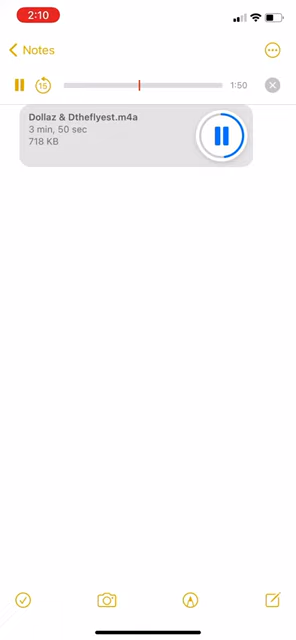 2:10
Notes
15
1:50
Dollaz & Dtheflyest.m4a
3 min, 50 sec
718 KB